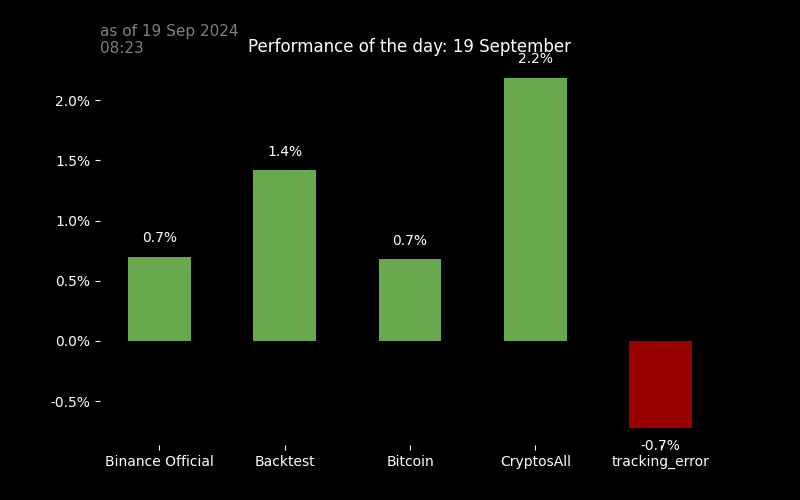 as of 19 Sep 2024
08:23
Performance of the day: 19 September
2.2%
2.0%
1.5%
1.4%
1.0%
0.7%
0.7%
0.5%
0.0%
-0.5%
-0.7%
Binance Official
Backtest
Bitcoin
CryptosAll
tracking_error